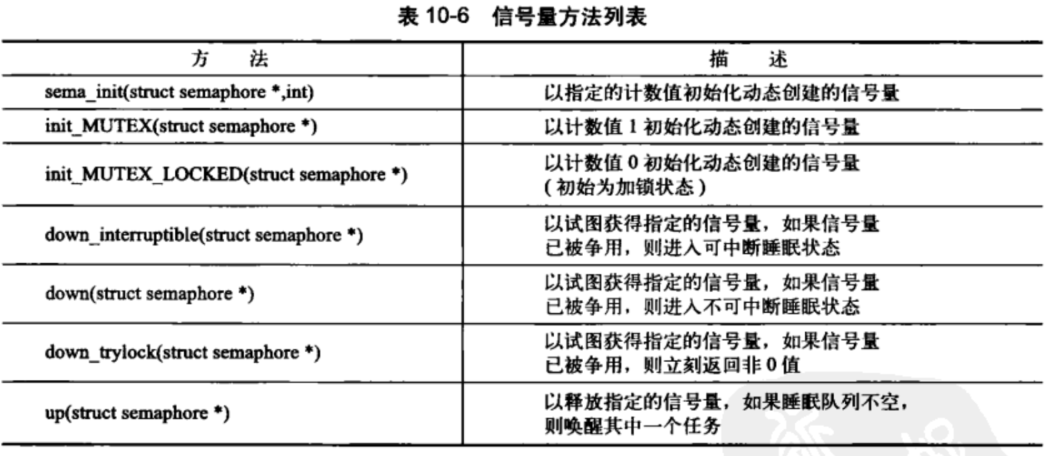 表 10-6 信号量方法列表
方 法 描 述
sema_init(struct semaphore *,int) 以指定的计数值初始化动态创建的信号量
init_MUTEX(struct semaphore *) 以计数值 1 初始化动态创建的信号量
init_MUTEX_LOCKED(struct semaphore *) 以计数值 0 初始化动态创建的信号量
(初始为加锁状态)
down_interruptible(struct semaphore *) 以试图获得指定的信号量，如果信号量
已被争用，则进入可中断睡眠状态
down(struct semaphore *) 以试图获得指定的信号量，如果信号量
已被争用，则进入不可中断睡眠状态
down_trylock(struct semaphore *) 以试图获得指定的信号量，如果信号量
已被争用，则立刻返回非 0 值
up(struct semaphore *) 以释放指定的信号量，如果睡眠队列不空，
则唤醒其中一个任务